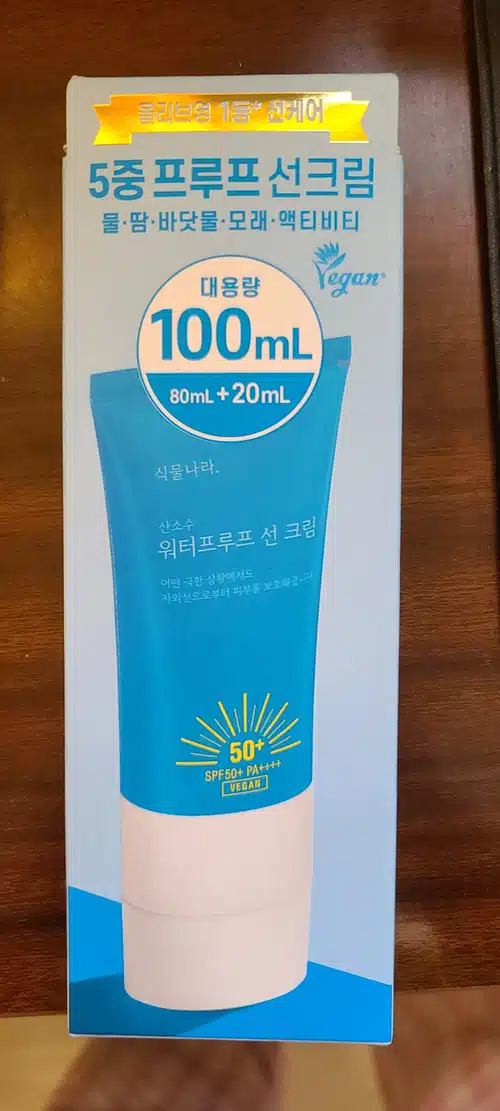 올리브영 1등* 선케어
5중 프루프 선크림
물·땀·바닷물·모래·액티비티
Vegan
대용량
100mL
80mL+20mL
식물나라.
산소수
워터프루프 선 크림
어떤 극한 상황에서도
자외선으로부터 피부를 보호해줍니다
50+
SPF50+ PA++++
VEGAN